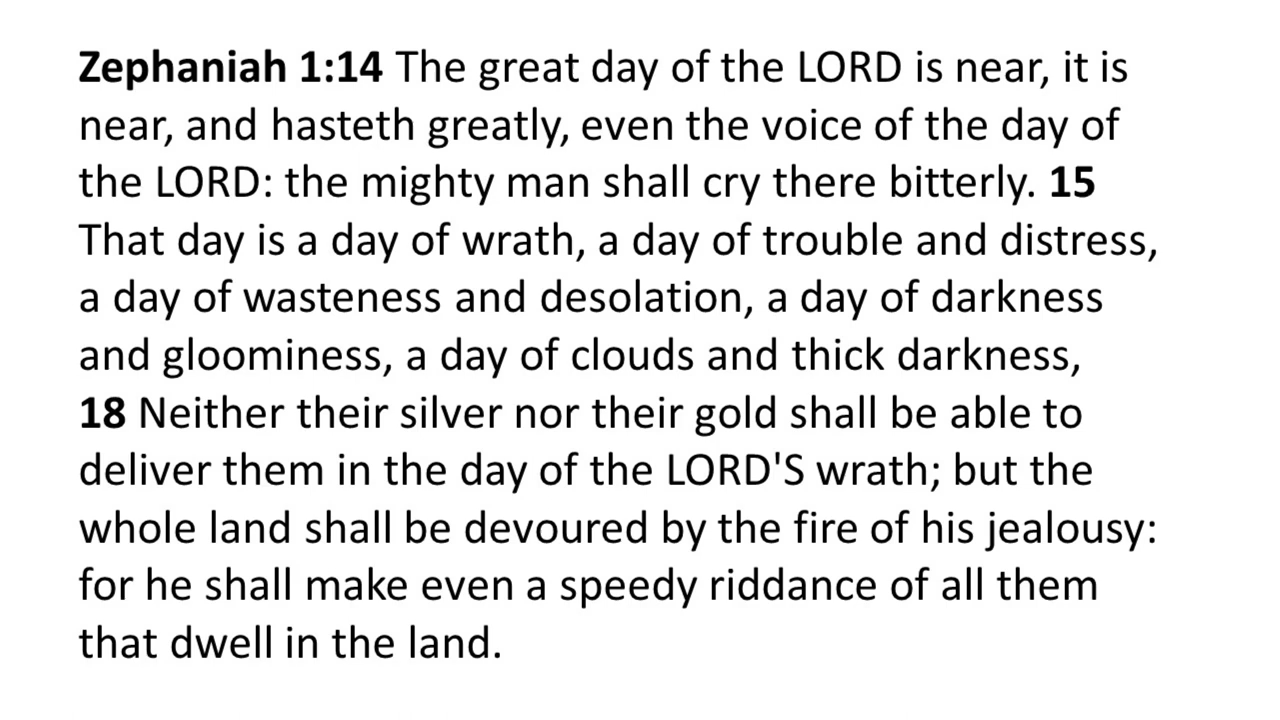 Zephaniah 1:14 The great day of the LORD is near, it is
near, and hasteth greatly, even the voice of the day of
the LORD: the mighty man shall cry there bitterly. 15
That day is a day of wrath, a day of trouble and distress,
a day of wasteness and desolation, a day of darkness
and gloominess, a day of clouds and thick darkness,
18 Neither their silver nor their gold shall be able to
deliver them in the day of the LORD'S wrath; but the
whole land shall be devoured by the fire of his jealousy:
for he shall make even a speedy riddance of all them
that dwell in the land.